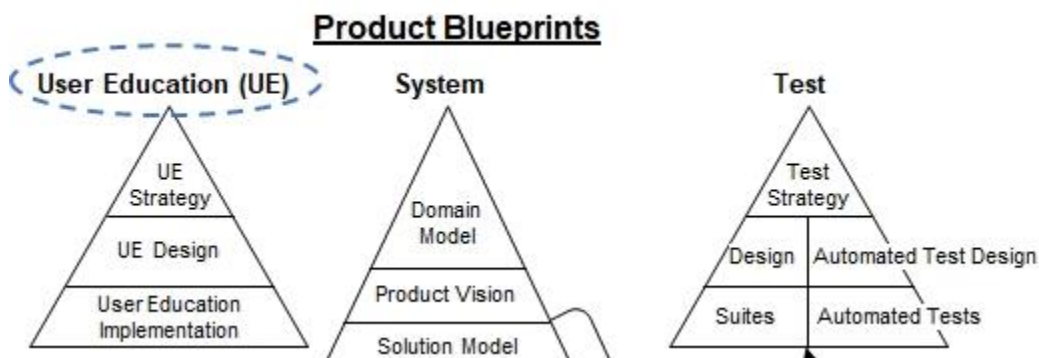 Product Blueprints
User Education (UE)
System
Test
UE
Strategy
UE Design
User Education
Implementation
Domain
Model
Product Vision
Solution Model
Test
Strategy
Design
Automated Test Design
Suites
Automated Tests